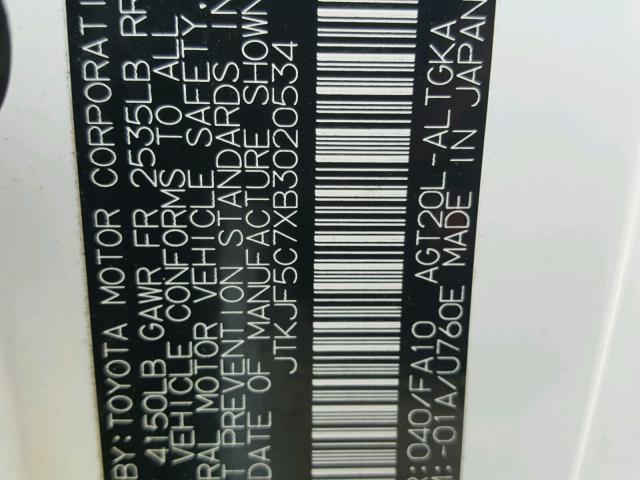 BY: TOYOTA MOTOR CORPORATI
4150LB GAWR FR 2535LB RR
VEHICLE CONFORMS TO ALL
RAL MOTOR VEHICLE SAFETY,
T PREVENTION STANDARDS IN
DATE OF MANUFACTURE SHOWN
JTKJF5C7XB3020534
R:040/FA10 AGT20L-ALTGKA
M:-01A/U760E MADE IN JAPAN